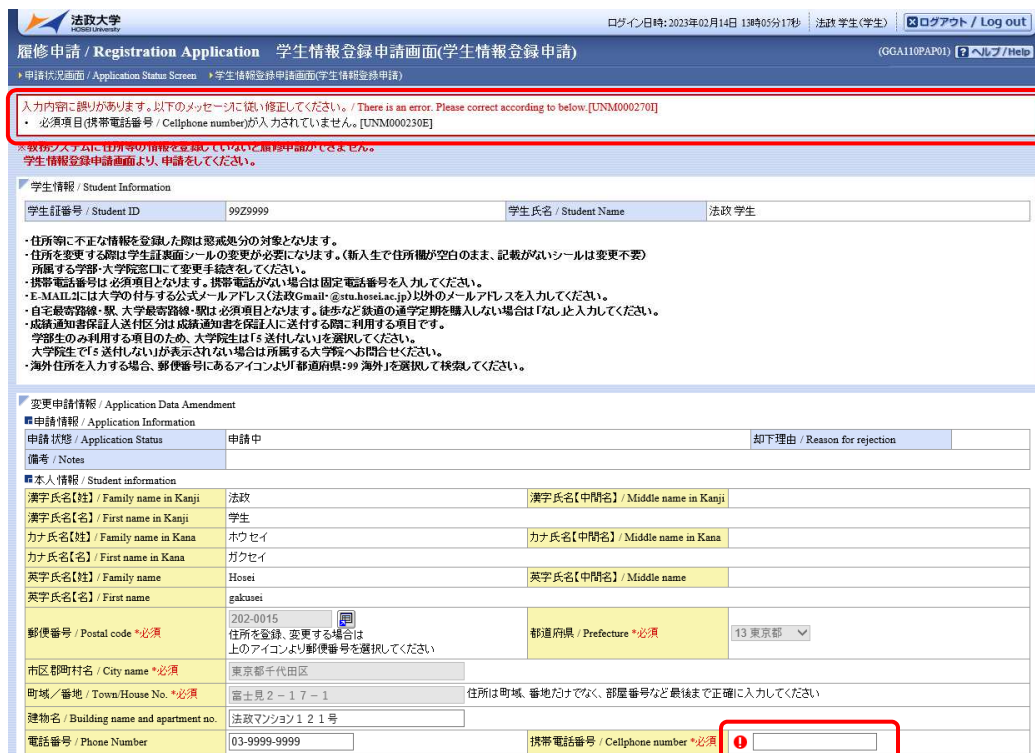 法政大学
HOSEI University
ログイン日時:2023年02月14日 13時05分17秒 法政 学生(学生) ログアウト / Log out
履修申請 / Registration Application 学生情報登録申請画面(学生情報登録申請) (GGA110PAP01) ヘルプ/Help
申請状況画面 / Application Status Screen 学生情報登録申請画面(学生情報登録申請)
入力内容に誤りがあります。以下のメッセージに従い修正してください。 / There is an error. Please correct according to below.[UNM000270I]
・ 必須項目(携帯電話番号 / Cellphone number)が入力されていません。[UNM000230E]
※教務システムに住所等の情報を登録していないと履修申請ができません。
学生情報登録申請画面より、申請をしてください。
学生情報 / Student Information
学生証番号 / Student ID 99Z9999 学生氏名 / Student Name 法政 学生
・住所等に不正な情報を登録した際は懲戒処分の対象となります。
・住所を変更する際は学生証裏面シールの変更が必要になります。(新入生で住所欄が空白のまま、記載がないシールは変更不要)
所属する学部・大学院窓口にて変更手続きをしてください。
・携帯電話番号は必須項目となります。携帯電話がない場合は固定電話番号を入力してください。
・E-MAIL2には大学の付与する公式メールアドレス(法政Gmail・@stu.hosei.ac.jp)以外のメールアドレスを入力してください。
・自宅最寄路線・駅、大学最寄路線・駅は必須項目となります。徒歩など鉄道の通学定期を購入しない場合は「なし」と入力してください。
・成績通知書保証人送付区分は成績通知書を保証人に送付する際に利用する項目です。
学部生のみ利用する項目のため、大学院生は「5 送付しない」を選択してください。
大学院生で「5 送付しない」が表示されない場合は所属する大学院へお問合せください。
・海外住所を入力する場合、郵便番号にあるアイコンより「都道府県:99 海外」を選択して検索してください。
変更申請情報 / Application Data Amendment
申請情報 / Application Information
申請状態 / Application Status 申請中 却下理由 / Reason for rejection
備考 / Notes
本人情報 / Student information
漢字氏名【姓】 / Family name in Kanji 法政 漢字氏名【中間名】 / Middle name in Kanji
漢字氏名【名】 / First name in Kanji 学生
カナ氏名【姓】 / Family name in Kana ホウセイ カナ氏名【中間名】 / Middle name in Kana
カナ氏名【名】 / First name in Kana ガクセイ
英字氏名【姓】 / Family name Hosei 英字氏名【中間名】 / Middle name
英字氏名【名】 / First name gakusei
郵便番号 / Postal code *必須 202-0015 都道府県 / Prefecture *必須 13 東京都
住所を登録、変更する場合は
上のアイコンより郵便番号を選択してください
市区郡町村名 / City name *必須 東京都千代田区
町域/番地 / Town/House No. *必須 富士見2-17-1 住所は町域、番地だけでなく、部屋番号など最後まで正確に入力してください
建物名 / Building name and apartment no. 法政マンション121号
電話番号 / Phone Number 03-9999-9999 携帯電話番号 / Cellphone number *必須